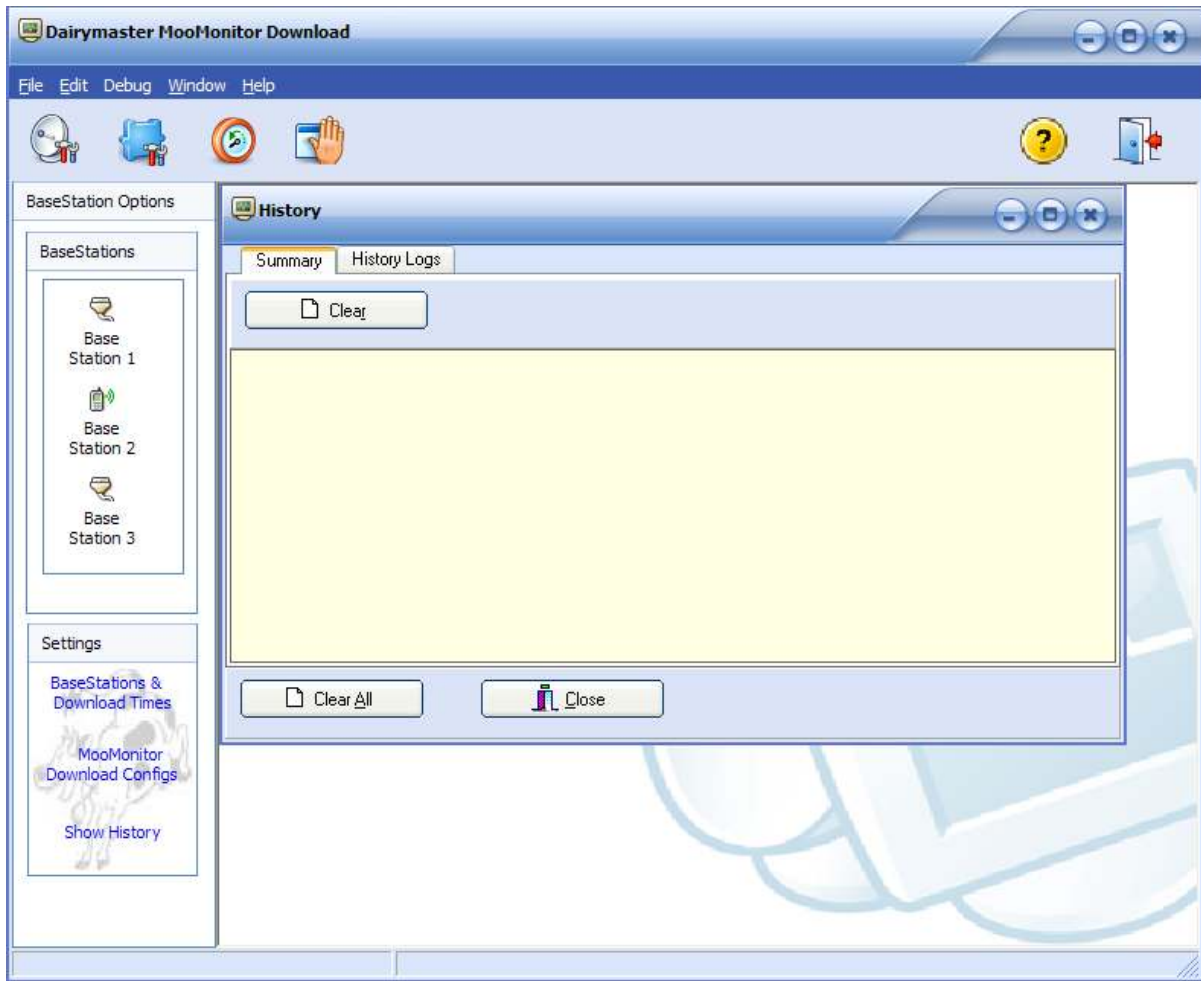 Dairymaster MooMonitor Download
File Edit Debug Window Help
?
BaseStation Options
BaseStations
Base
Station 1
Base
Station 2
Base
Station 3
Settings
BaseStations &
Download Times
MooMonitor
Download Configs
Show History
History
Summary History Logs
Clear
Clear All Close